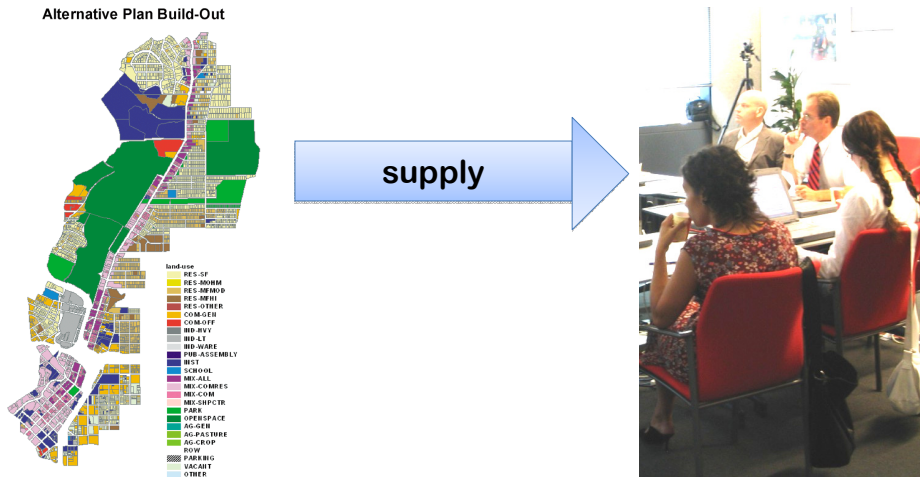 Alternative Plan Build-Out
supply
land-use
RES-SF
RES-MOHM
RES-MFMOD
RES-MFHI
RES-OTHER
COM-GEN
COM-OFF
IND-HVY
IND-LT
IND-WARE
PUB-ASSEMBLY
INST
SCHOOL
MIX-ALL
MIX-COMRES
MIX-COM
MIX-SHPCTR
PARK
OPENSPACE
AG-GEN
AG-PASTURE
AG-CROP
ROW
PARKING
VACANT
OTHER